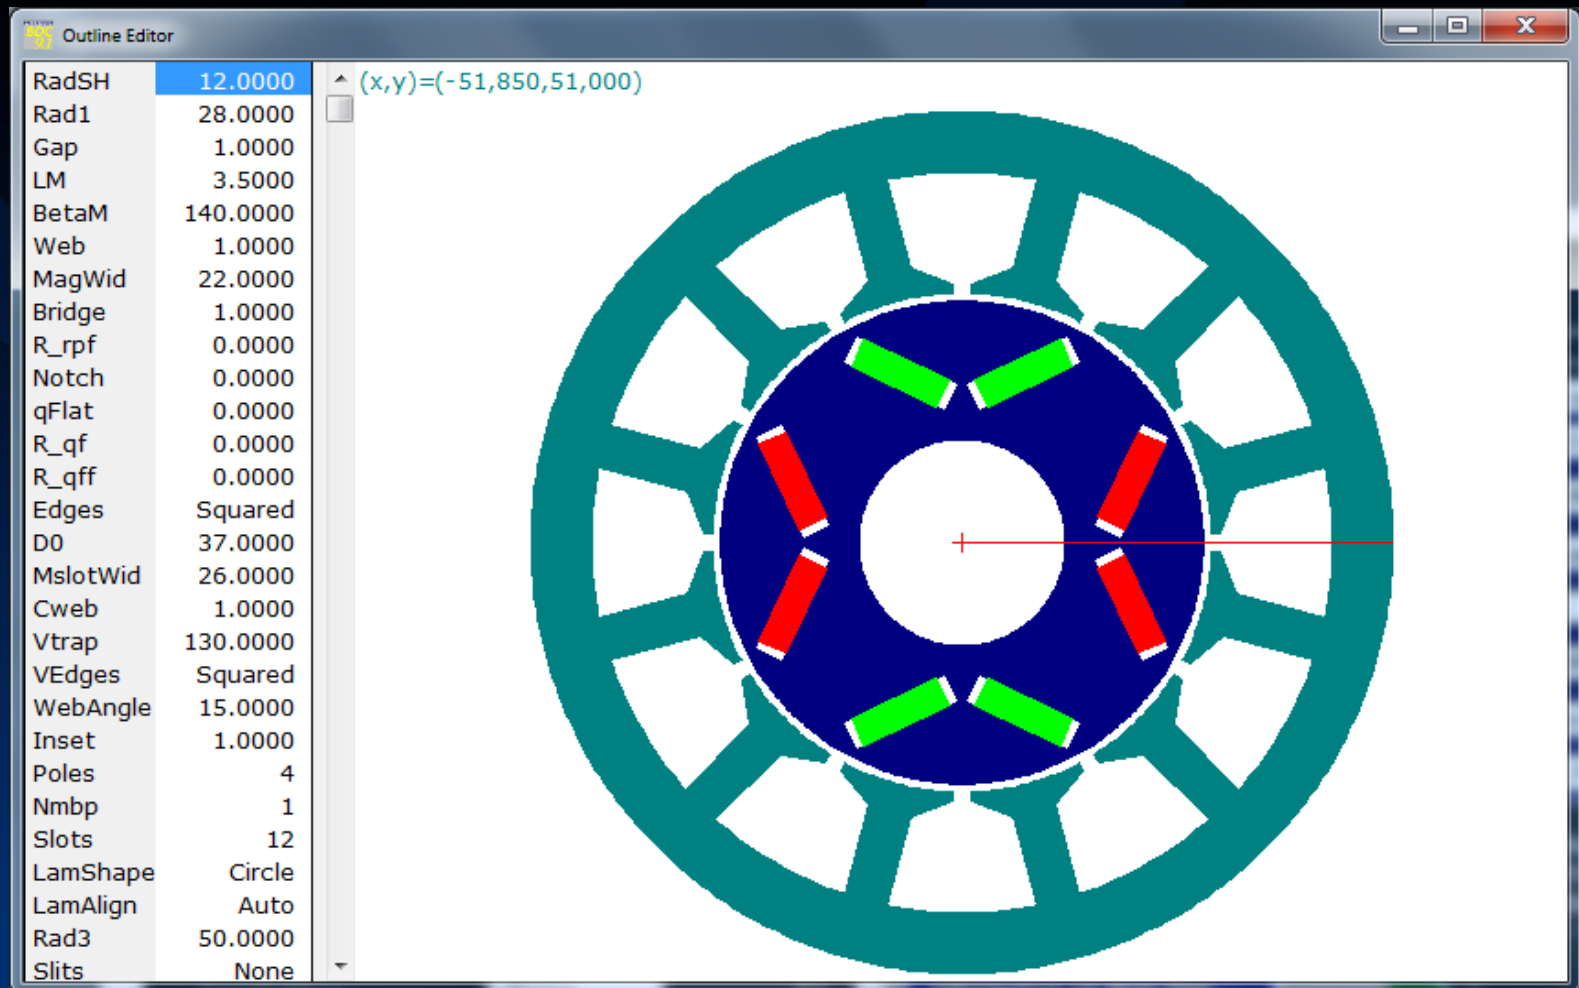 BDC 9.1
Outline Editor
RadSH 12.0000
Rad1 28.0000
Gap 1.0000
LM 3.5000
BetaM 140.0000
Web 1.0000
MagWid 22.0000
Bridge 1.0000
R_rpf 0.0000
Notch 0.0000
qFlat 0.0000
R_qf 0.0000
R_qff 0.0000
Edges Squared
D0 37.0000
MslotWid 26.0000
Cweb 1.0000
Vtrap 130.0000
VEdges Squared
WebAngle 15.0000
Inset 1.0000
Poles 4
Nmbp 1
Slots 12
LamShape Circle
LamAlign Auto
Rad3 50.0000
Slits None
(x,y)=(-51,850,51,000)